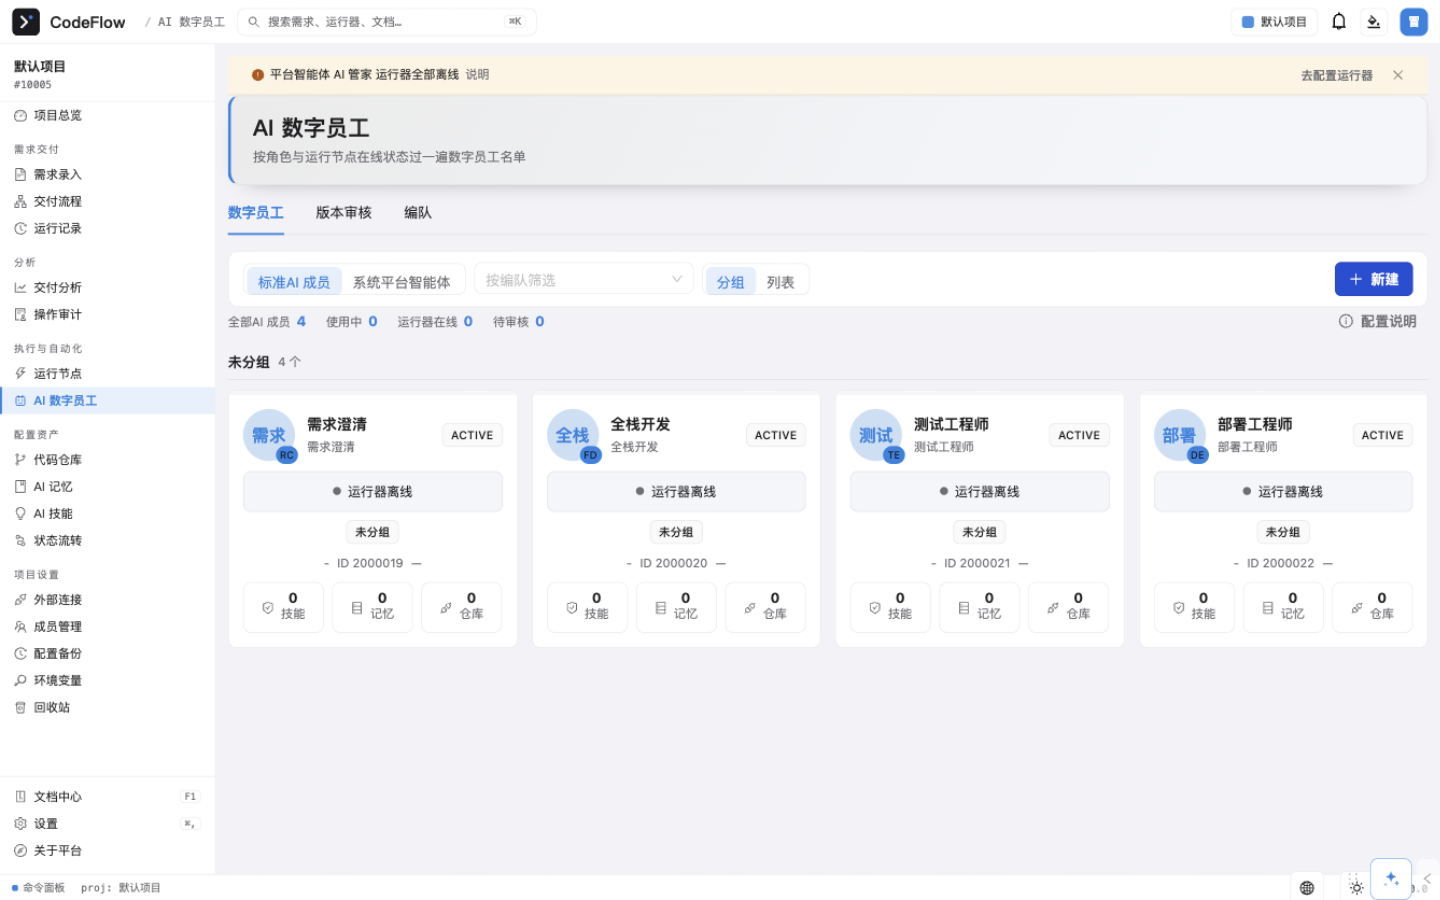 CodeFlow / AI 数字员工 搜索需求、运行器、文档… ⌘K 默认项目
默认项目
#10005
项目总览
需求交付
需求录入
交付流程
运行记录
分析
交付分析
操作审计
执行与自动化
运行节点
AI 数字员工
配置资产
代码仓库
AI 记忆
AI 技能
状态流转
项目设置
外部连接
成员管理
配置备份
环境变量
回收站
文档中心 F1
设置 ⌘,
关于平台
平台智能体 AI 管家 运行器全部离线 说明 去配置运行器
AI 数字员工
按角色与运行节点在线状态过一遍数字员工名单
数字员工 版本审核 编队
标准AI 成员 系统平台智能体 按编队筛选 分组 列表 + 新建
全部AI 成员 4 使用中 0 运行器在线 0 待审核 0 配置说明
未分组 4 个
需求 RC 需求澄清 ACTIVE
需求澄清
运行器离线
未分组
- ID 2000019 —
0 技能 0 记忆 0 仓库
全栈 FD 全栈开发 ACTIVE
全栈开发
运行器离线
未分组
- ID 2000020 —
0 技能 0 记忆 0 仓库
测试 TE 测试工程师 ACTIVE
测试工程师
运行器离线
未分组
- ID 2000021 —
0 技能 0 记忆 0 仓库
部署 DE 部署工程师 ACTIVE
部署工程师
运行器离线
未分组
- ID 2000022 —
0 技能 0 记忆 0 仓库
命令面板 proj: 默认项目